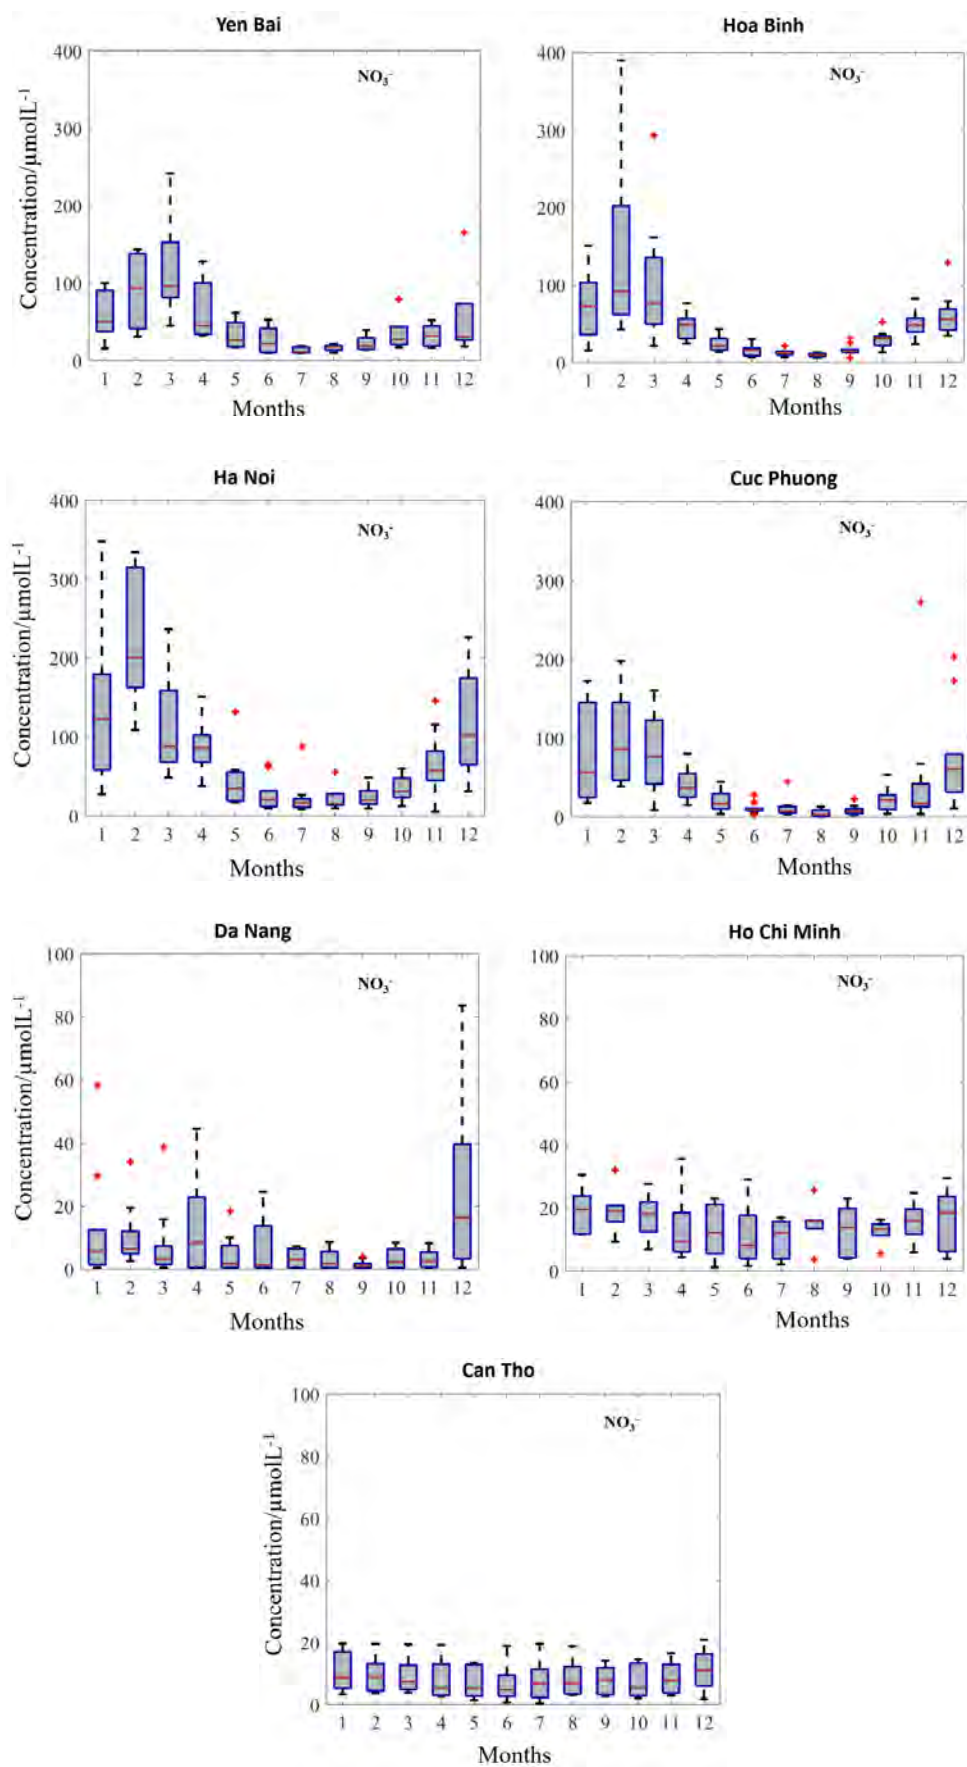 Yen Bai
Hoa Binh
400
300
200
100
0
Concentration/µmolL⁻¹
NO₃⁻
1 2 3 4 5 6 7 8 9 10 11 12
Months
400
300
200
100
0
NO₃⁻
1 2 3 4 5 6 7 8 9 10 11 12
Months
Ha Noi
Cuc Phuong
400
300
200
100
0
Concentration/µmolL⁻¹
NO₃⁻
1 2 3 4 5 6 7 8 9 10 11 12
Months
400
300
200
100
0
NO₃⁻
1 2 3 4 5 6 7 8 9 10 11 12
Months
Da Nang
Ho Chi Minh
100
80
60
40
20
0
Concentration/µmolL⁻¹
NO₃⁻
1 2 3 4 5 6 7 8 9 10 11 12
Months
100
80
60
40
20
0
NO₃⁻
1 2 3 4 5 6 7 8 9 10 11 12
Months
Can Tho
100
80
60
40
20
0
Concentration/µmolL⁻¹
NO₃⁻
1 2 3 4 5 6 7 8 9 10 11 12
Months